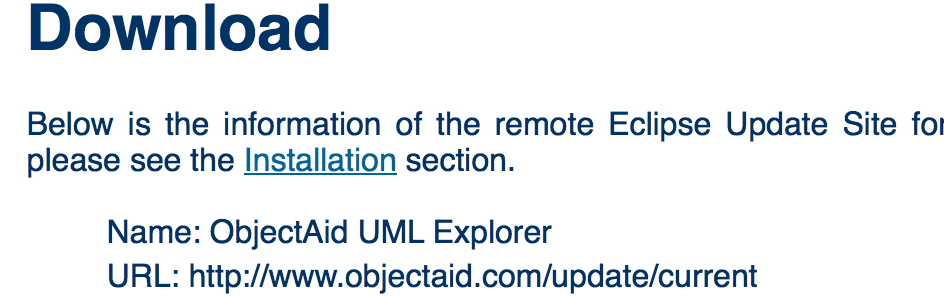 Download
Below is the information of the remote Eclipse Update Site for
please see the Installation section.
Name: ObjectAid UML Explorer
URL: http://www.objectaid.com/update/current